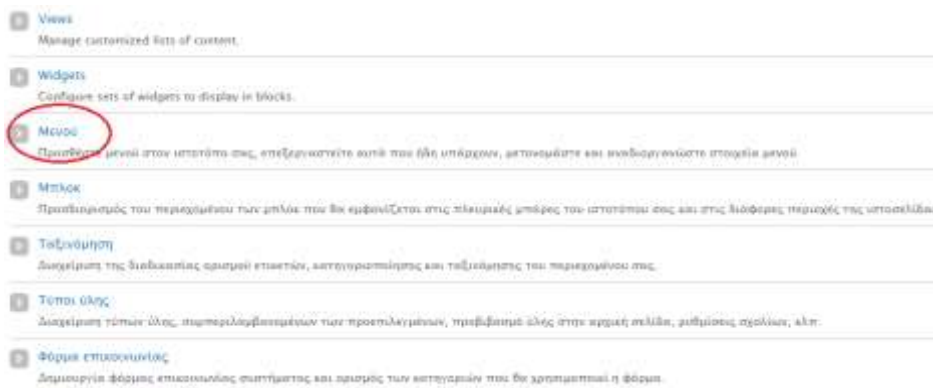 Views
Manage customized lists of content.
Widgets
Configure sets of widgets to display in blocks.
Μενού
Προσθέστε μενού στον ιστοτόπο σας, επεξεργαστείτε αυτά που ήδη υπάρχουν, μετονομάστε και αναδιοργανώστε στοιχεία μενού
Μπλοκ
Προσδιορισμός του περιεχομένου των μπλοκ που θα εμφανίζεται στις πλευρικές μπάρες του ιστοτόπου σας και στις διάφορες περιοχές της ιστοσελίδας
Ταξινόμηση
Διαχείριση της διαδικασίας ορισμού ετικετών, κατηγοριοποίησης και ταξινόμησης του περιεχομένου σας.
Τύποι ύλης
Διαχείριση τύπων ύλης, συμπεριλαμβανομένων των προεπιλεγμένων, προβιβασμό ύλης στην αρχική σελίδα, ρυθμίσεις σχολίων, κλπ
Φόρμα επικοινωνίας
Δημιουργία φόρμας επικοινωνίας συστήματος και ορισμός των κατηγοριών που θα χρησιμοποιεί η φόρμα.